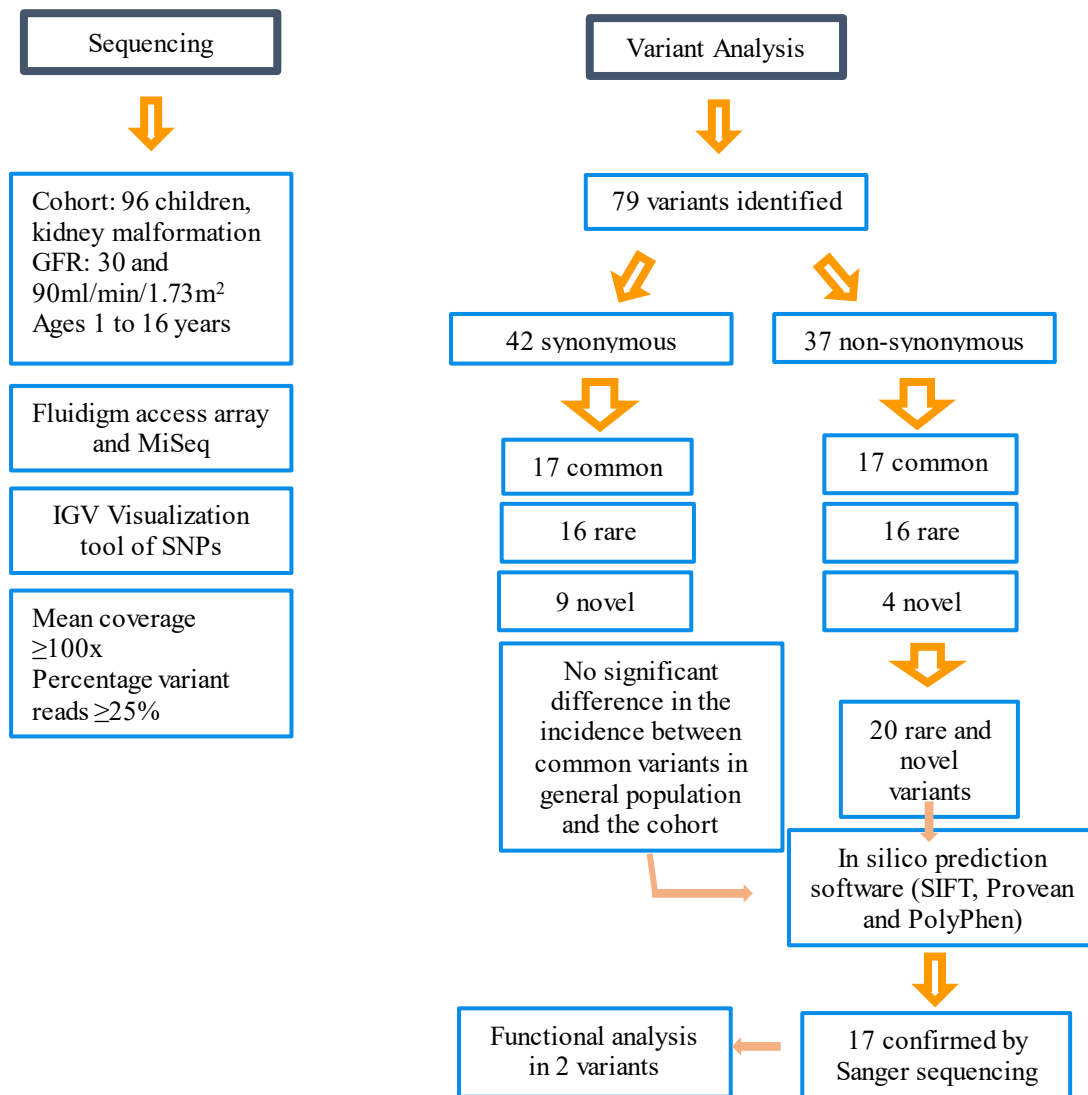 Sequencing
Cohort: 96 children,
kidney malformation
GFR: 30 and
90ml/min/1.73m²
Ages 1 to 16 years
Fluidigm access array
and MiSeq
IGV Visualization
tool of SNPs
Mean coverage
≥100x
Percentage variant
reads ≥25%
Variant Analysis
79 variants identified
42 synonymous
37 non-synonymous
17 common
16 rare
9 novel
No significant
difference in the
incidence between
common variants in
general population
and the cohort
17 common
16 rare
4 novel
20 rare and
novel
variants
In silico prediction
software (SIFT, Provean
and PolyPhen)
17 confirmed by
Sanger sequencing
Functional analysis
in 2 variants